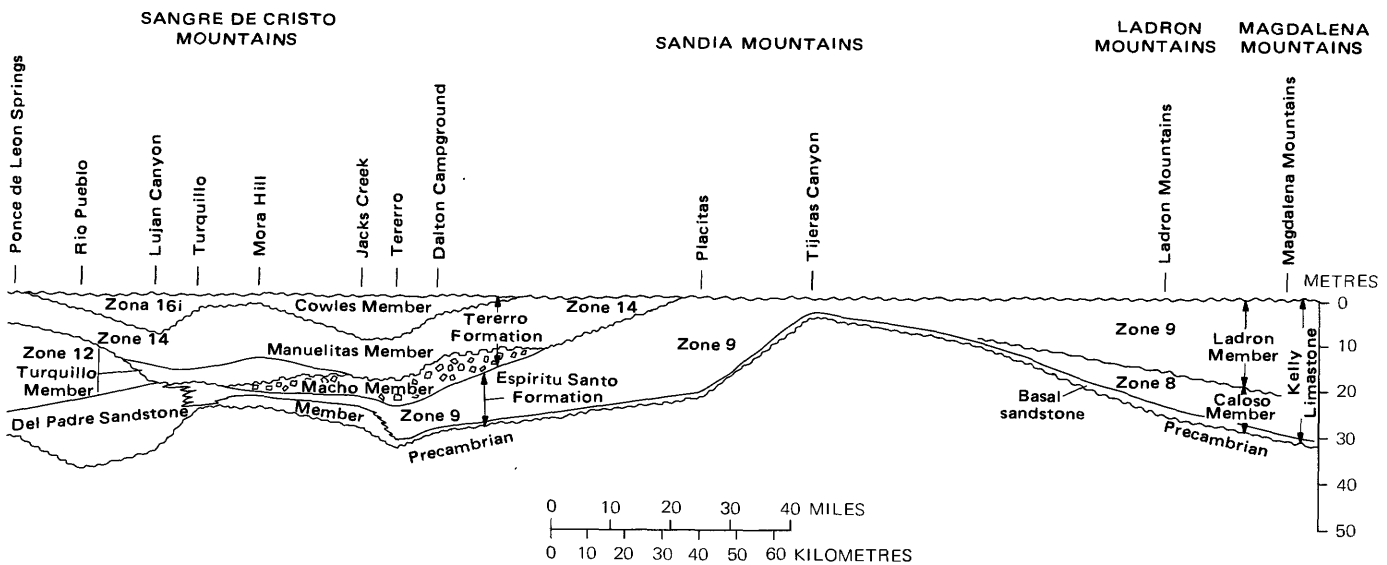 SANGRE DE CRISTO
MOUNTAINS
SANDIA MOUNTAINS
LADRON
MOUNTAINS
MAGDALENA
MOUNTAINS
Ponce de Leon Springs
Rio Pueblo
Lujan Canyon
Turquillo
Mora Hill
Jacks Creek
Tererro
Dalton Campground
Placitas
Tijeras Canyon
Ladron Mountains
Magdalena Mountains
METRES
0
10
20
30
40
50
Zona 16i
Cowles Member
Zone 14
Tererro
Formation
Zone 14
Zone 12
Turquillo
Member
Manuelitas Member
Macho Member
Del Padre Sandstone
Member
Zone 9
Espiritu Santo
Formation
Precambrian
Zone 9
Zone 9
Ladron
Member
Kelly
Limastone
Zone 8
Caloso
Member
Basal
sandstone
Precambrian
0 10 20 30 40 MILES
0 10 20 30 40 50 60 KILOMETRES